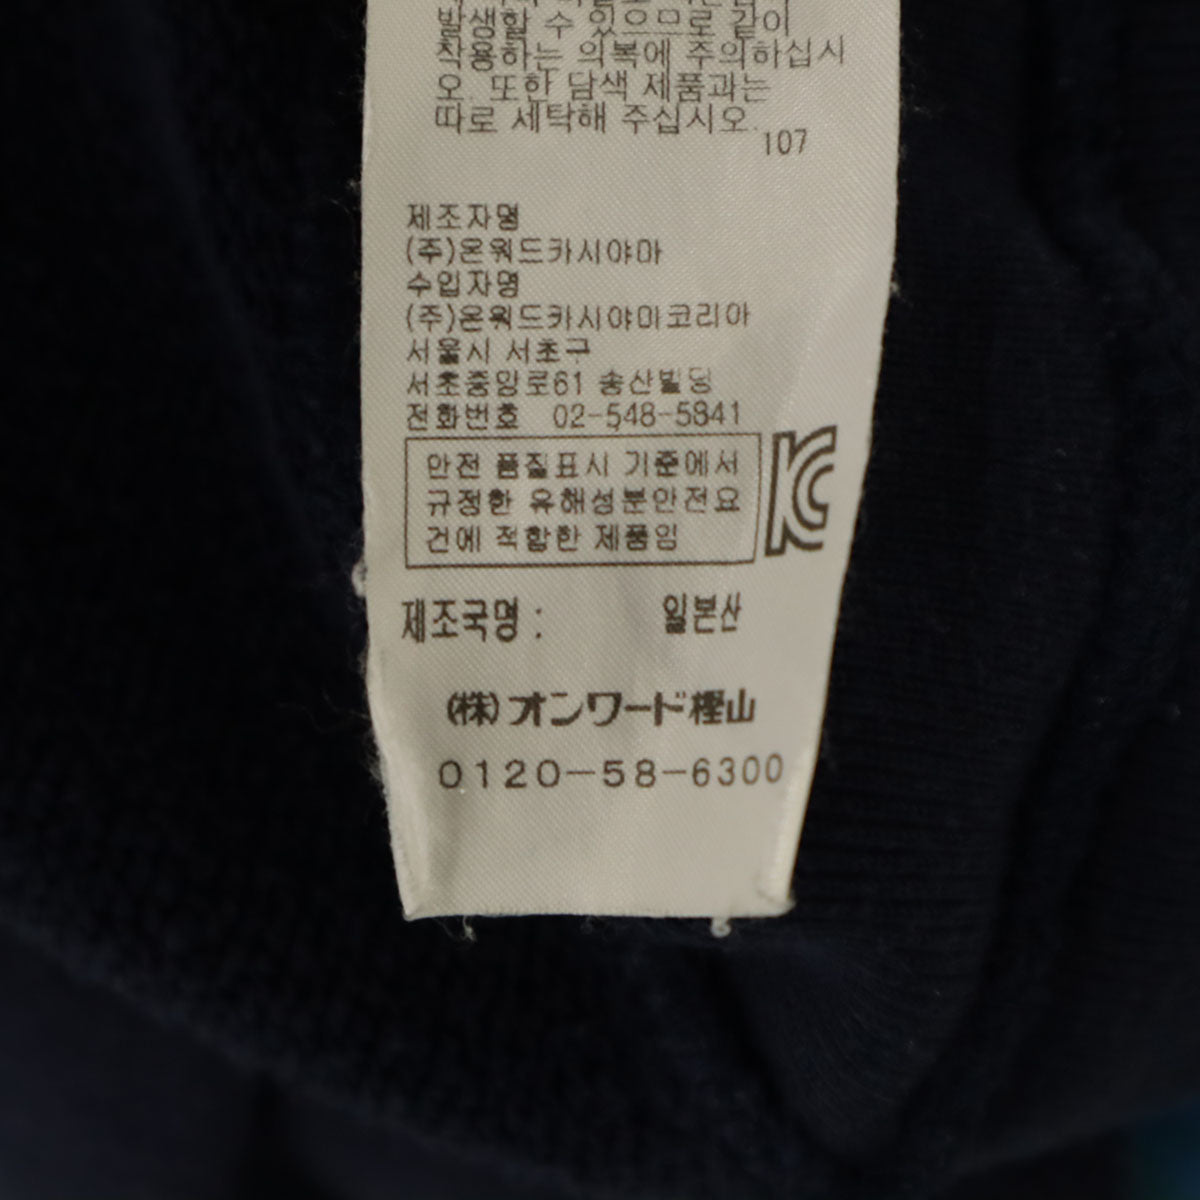 발생할 수 있으므로 같이
착용하는 의복에 주의하십시
오. 또한 담색 제품과는
따로 세탁해 주십시오.
107
제조자명
(주)온워드카시야마
수입자명
(주)온워드카시야마코리아
서울시 서초구
서초중앙로61 송산빌딩
전화번호 02-548-5841
안전 품질표시 기준에서
규정한 유해성분안전요
건에 적합한 제품임
제조국명 : 일본산
(株)オンワード樫山
0120-58-6300